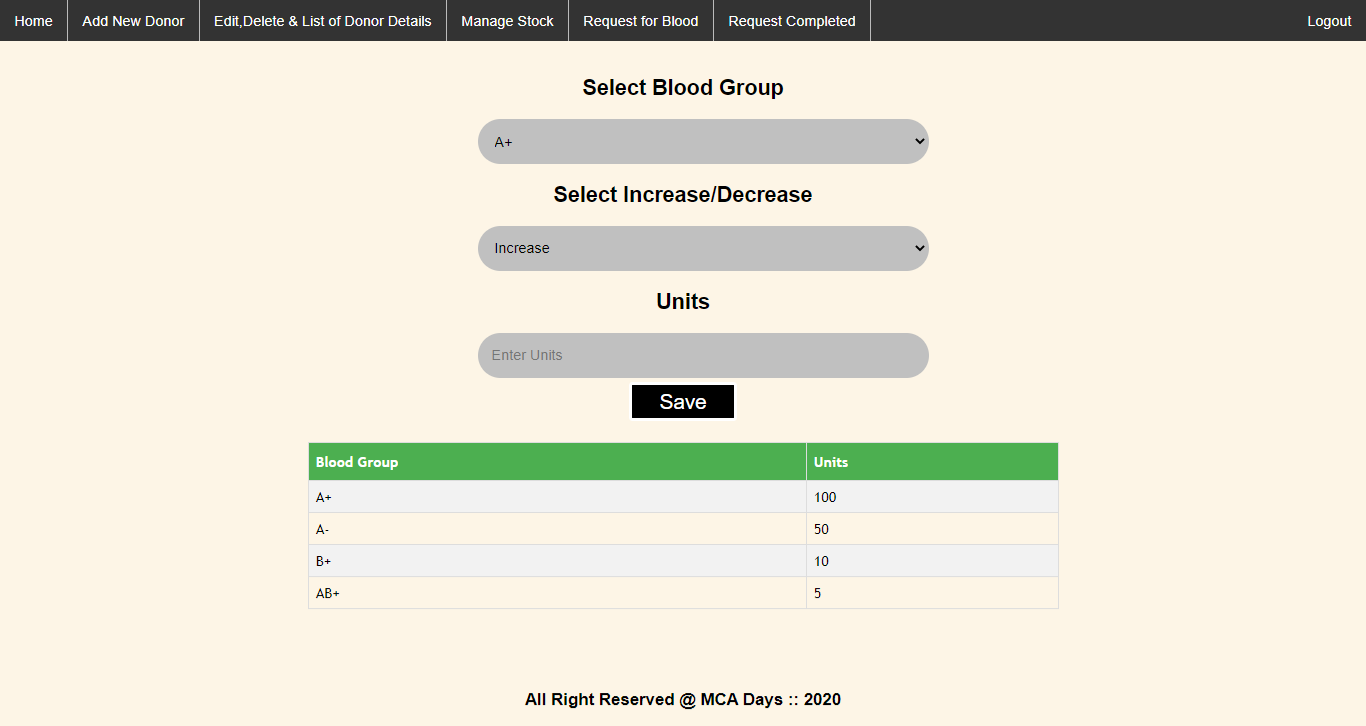 Home Add New Donor Edit,Delete & List of Donor Details Manage Stock Request for Blood Request Completed Logout
Select Blood Group
A+
Select Increase/Decrease
Increase
Units
Enter Units
Save
Blood Group Units
A+ 100
A- 50
B+ 10
AB+ 5
All Right Reserved @ MCA Days :: 2020